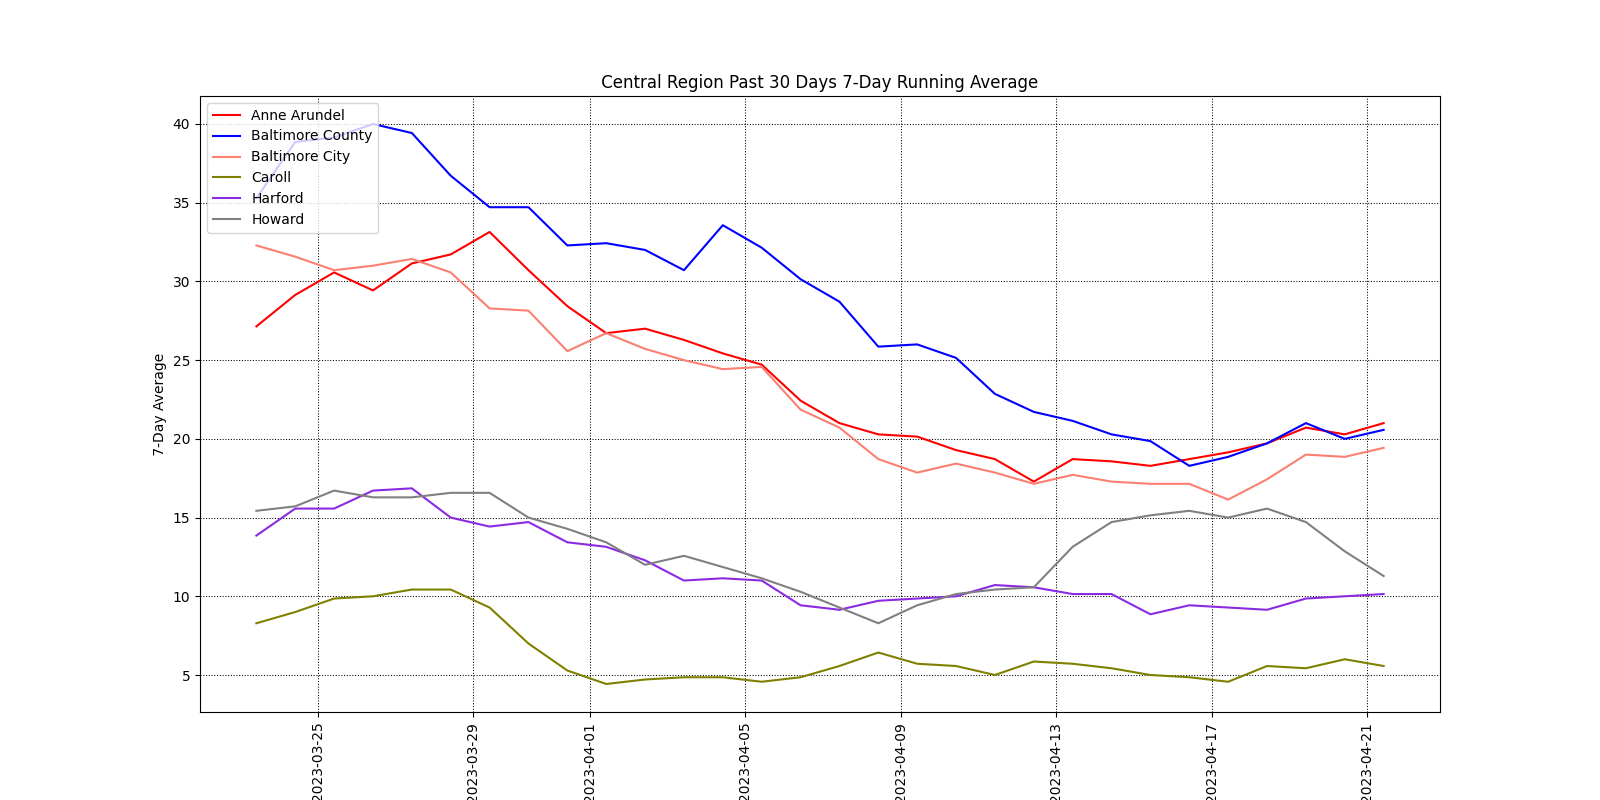 Central Region Past 30 Days 7-Day Running Average
Anne Arundel
Baltimore County
Baltimore City
Caroll
Harford
Howard
40
35
30
25
20
15
10
5
7-Day Average
2023-03-25
2023-03-29
2023-04-01
2023-04-05
2023-04-09
2023-04-13
2023-04-17
2023-04-21